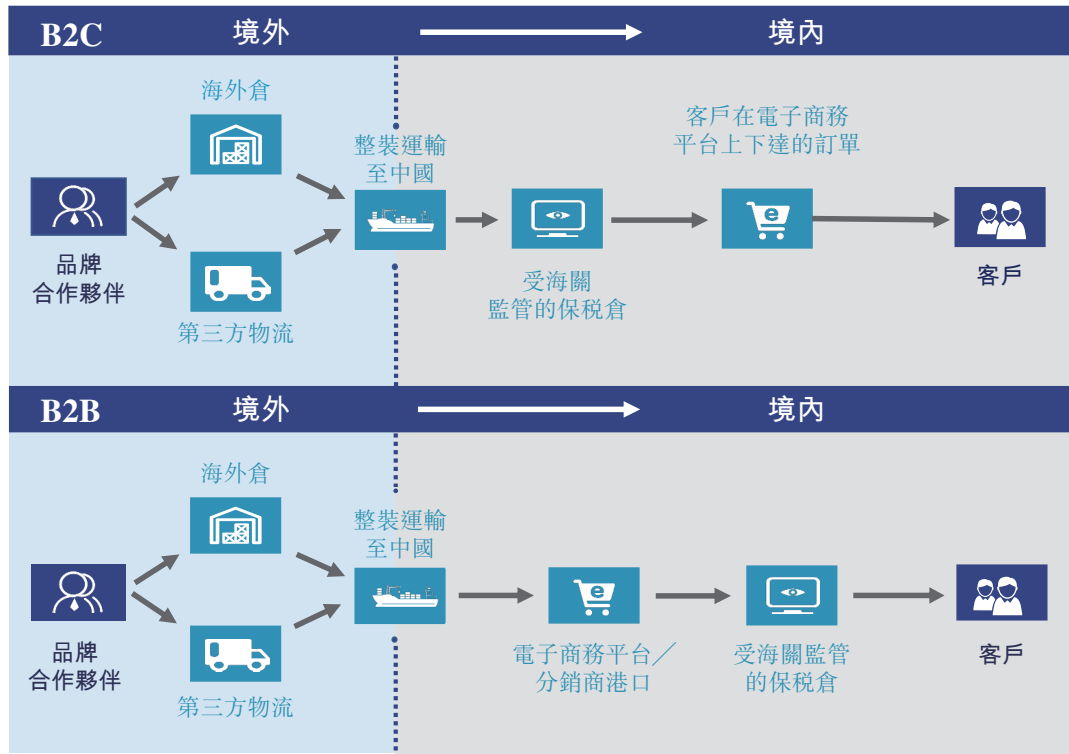 B2C 境外 境內
海外倉
客戶在電子商務
平台上下達的訂單
整裝運輸
至中國
品牌
合作夥伴
受海關
監管的保税倉
客戶
第三方物流
B2B 境外 境內
海外倉
整裝運輸
至中國
品牌
合作夥伴
電子商務平台／
分銷商港口
受海關監管
的保税倉
客戶
第三方物流